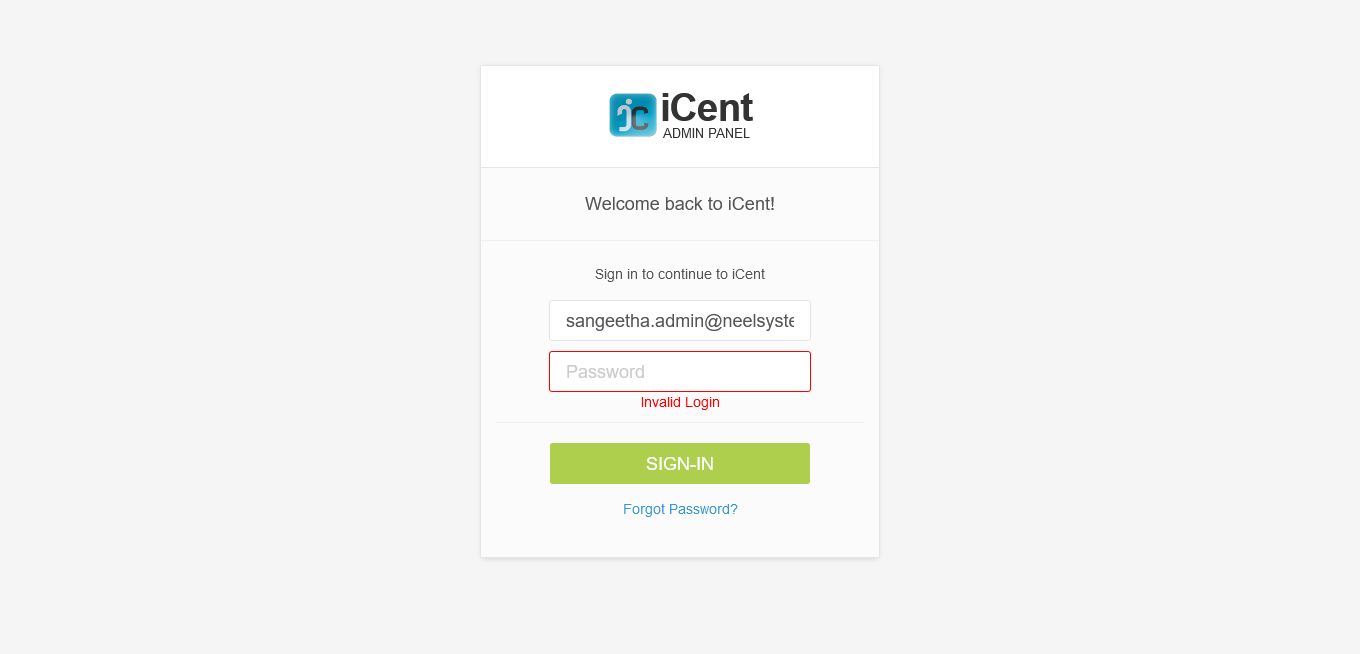 iCent
ADMIN PANEL
Welcome back to iCent!
Sign in to continue to iCent
sangeetha.admin@neelsyste
Password
Invalid Login
SIGN-IN
Forgot Password?